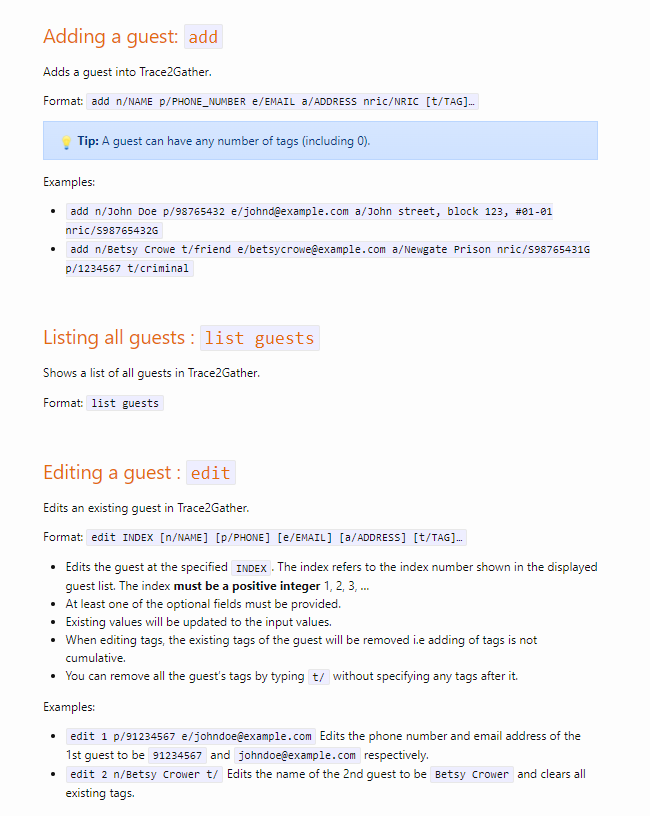 Adding a guest: add
Adds a guest into Trace2Gather.
Format: add n/NAME p/PHONE_NUMBER e/EMAIL a/ADDRESS nric/NRIC [t/TAG]…
💡 Tip: A guest can have any number of tags (including 0).
Examples:
• add n/John Doe p/98765432 e/johnd@example.com a/John street, block 123, #01-01
nric/S98765432G
• add n/Betsy Crowe t/friend e/betsycrowe@example.com a/Newgate Prison nric/S98765431G
p/1234567 t/criminal
Listing all guests : list guests
Shows a list of all guests in Trace2Gather.
Format: list guests
Editing a guest : edit
Edits an existing guest in Trace2Gather.
Format: edit INDEX [n/NAME] [p/PHONE] [e/EMAIL] [a/ADDRESS] [t/TAG]…
• Edits the guest at the specified INDEX. The index refers to the index number shown in the displayed
guest list. The index must be a positive integer 1, 2, 3, …
• At least one of the optional fields must be provided.
• Existing values will be updated to the input values.
• When editing tags, the existing tags of the guest will be removed i.e adding of tags is not
cumulative.
• You can remove all the guest's tags by typing t/ without specifying any tags after it.
Examples:
• edit 1 p/91234567 e/johndoe@example.com Edits the phone number and email address of the
1st guest to be 91234567 and johndoe@example.com respectively.
• edit 2 n/Betsy Crower t/ Edits the name of the 2nd guest to be Betsy Crower and clears all
existing tags.